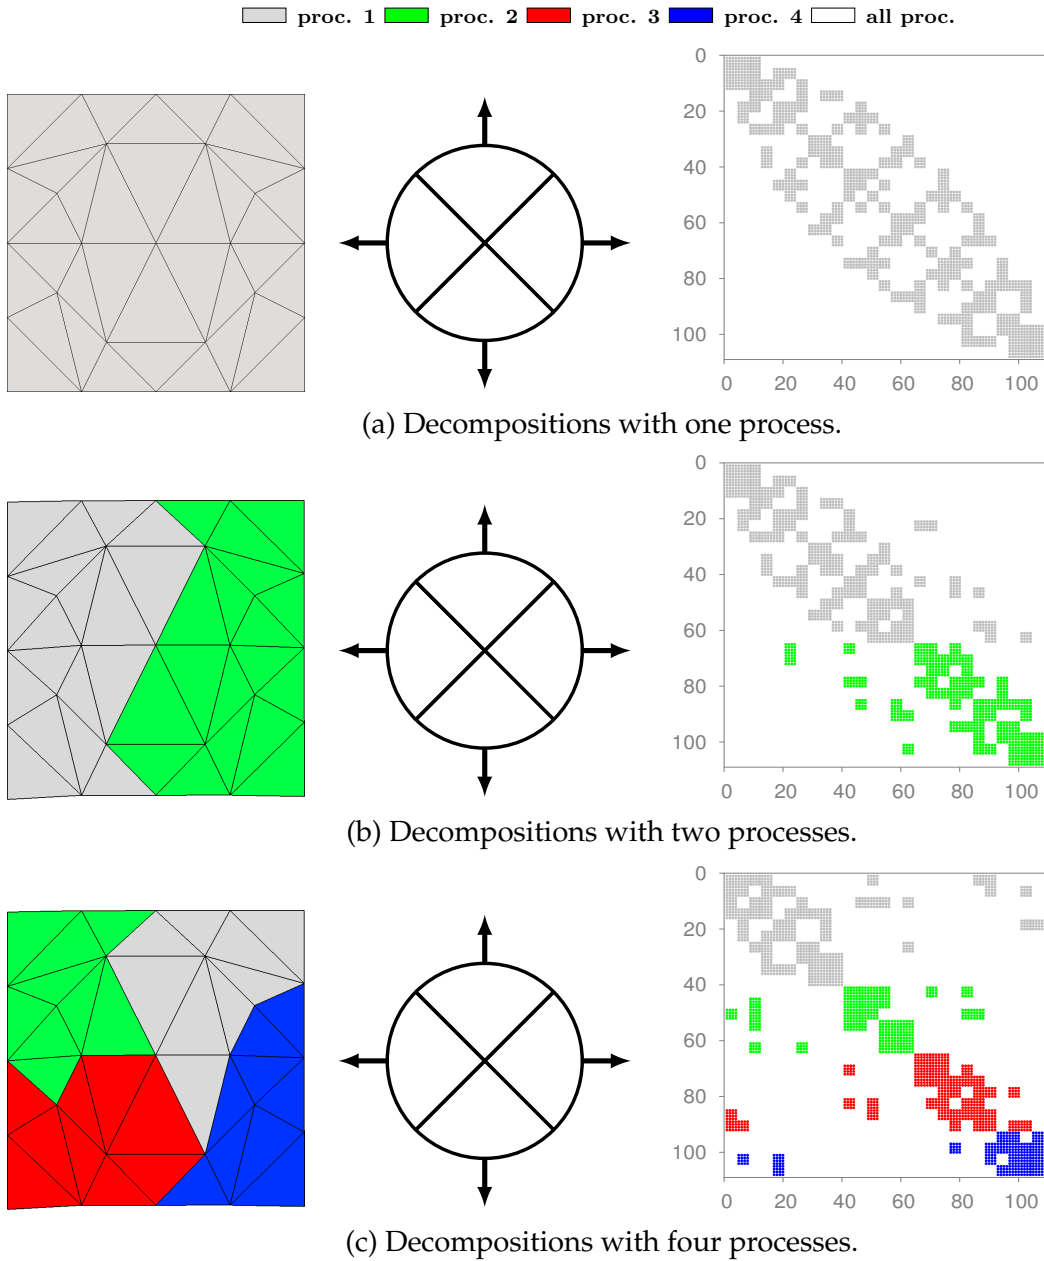 proc. 1 proc. 2 proc. 3 proc. 4 all proc.
0
20
40
60
80
100
0 20 40 60 80 100
(a) Decompositions with one process.
0
20
40
60
80
100
0 20 40 60 80 100
(b) Decompositions with two processes.
0
20
40
60
80
100
0 20 40 60 80 100
(c) Decompositions with four processes.